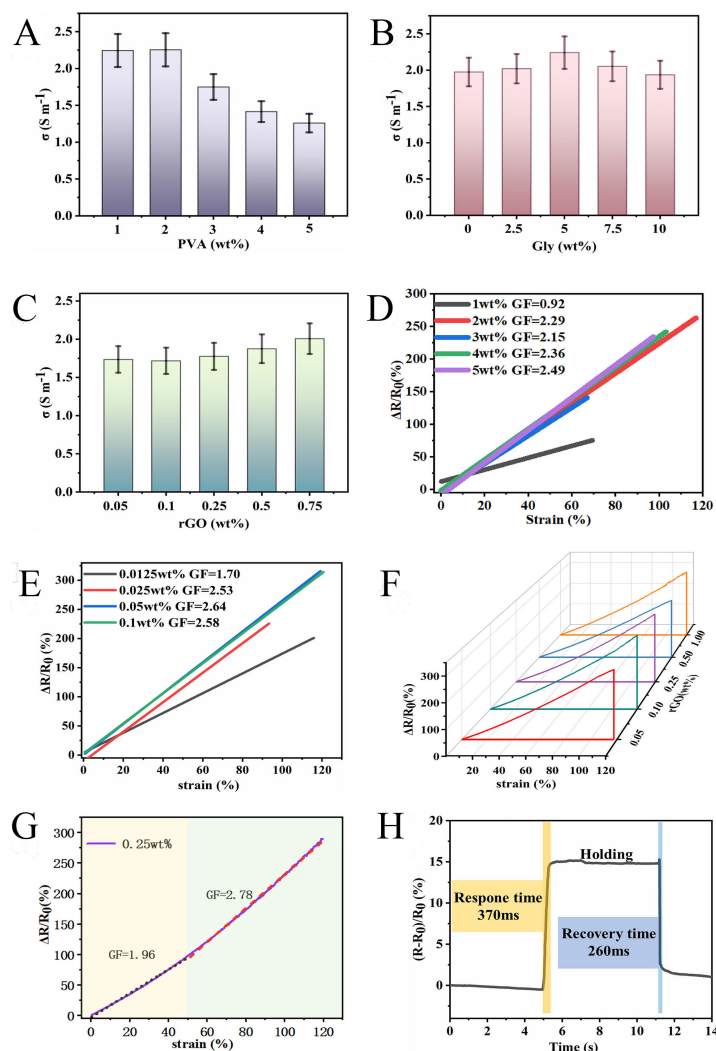 A
σ (S m⁻¹)
2.5
2.0
1.5
1.0
0.5
0.0
1 2 3 4 5
PVA (wt%)
B
σ (S m⁻¹)
2.5
2.0
1.5
1.0
0.5
0.0
0 2.5 5 7.5 10
Gly (wt%)
C
σ (S m⁻¹)
2.5
2.0
1.5
1.0
0.5
0.0
0.05 0.1 0.25 0.5 0.75
rGO (wt%)
D
ΔR/R₀(%)
300
250
200
150
100
50
0
1wt% GF=0.92
2wt% GF=2.29
3wt% GF=2.15
4wt% GF=2.36
5wt% GF=2.49
0 20 40 60 80 100 120
Strain (%)
E
ΔR/R₀ (%)
300
250
200
150
100
50
0
0.0125wt% GF=1.70
0.025wt% GF=2.53
0.05wt% GF=2.64
0.1wt% GF=2.58
0 20 40 60 80 100 120
strain (%)
F
ΔR/R₀(%)
300
200
100
0
20 40 60 80 100 120
strain (%)
0.05
0.10
0.25
0.50
1.00
rGO(wt%)
G
ΔR/R₀ (%)
300
250
200
150
100
50
0
0.25wt%
GF=2.78
GF=1.96
0 20 40 60 80 100 120
strain (%)
H
(R-R₀)/R₀ (%)
20
15
10
5
0
Holding
Respone time
370ms
Recovery time
260ms
0 2 4 6 8 10 12 14
Time (s)